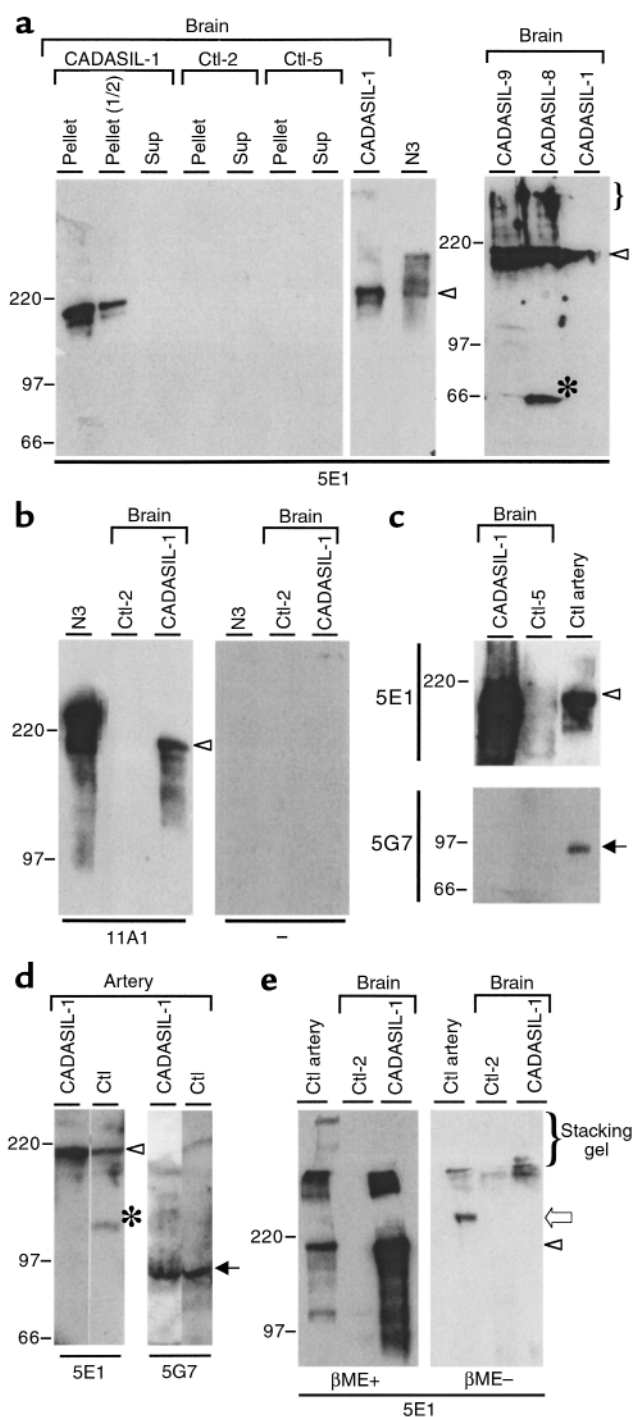 a
Brain
Brain
CADASIL-1
Ctl-2
Ctl-5
Pellet
Pellet (1/2)
Sup
Pellet
Sup
Pellet
Sup
CADASIL-1
N3
CADASIL-9
CADASIL-8
CADASIL-1
}
220
97
66
220
97
66
*
5E1
b
Brain
Brain
N3
Ctl-2
CADASIL-1
N3
Ctl-2
CADASIL-1
220
97
11A1
–
c
Brain
CADASIL-1
Ctl-5
Ctl artery
5E1
220
5G7
97
66
d
Artery
CADASIL-1
Ctl
CADASIL-1
Ctl
220
*
97
66
5E1
5G7
e
Brain
Brain
Ctl artery
Ctl-2
CADASIL-1
Ctl artery
Ctl-2
CADASIL-1
} Stacking
gel
220
97
βME+
βME–
5E1